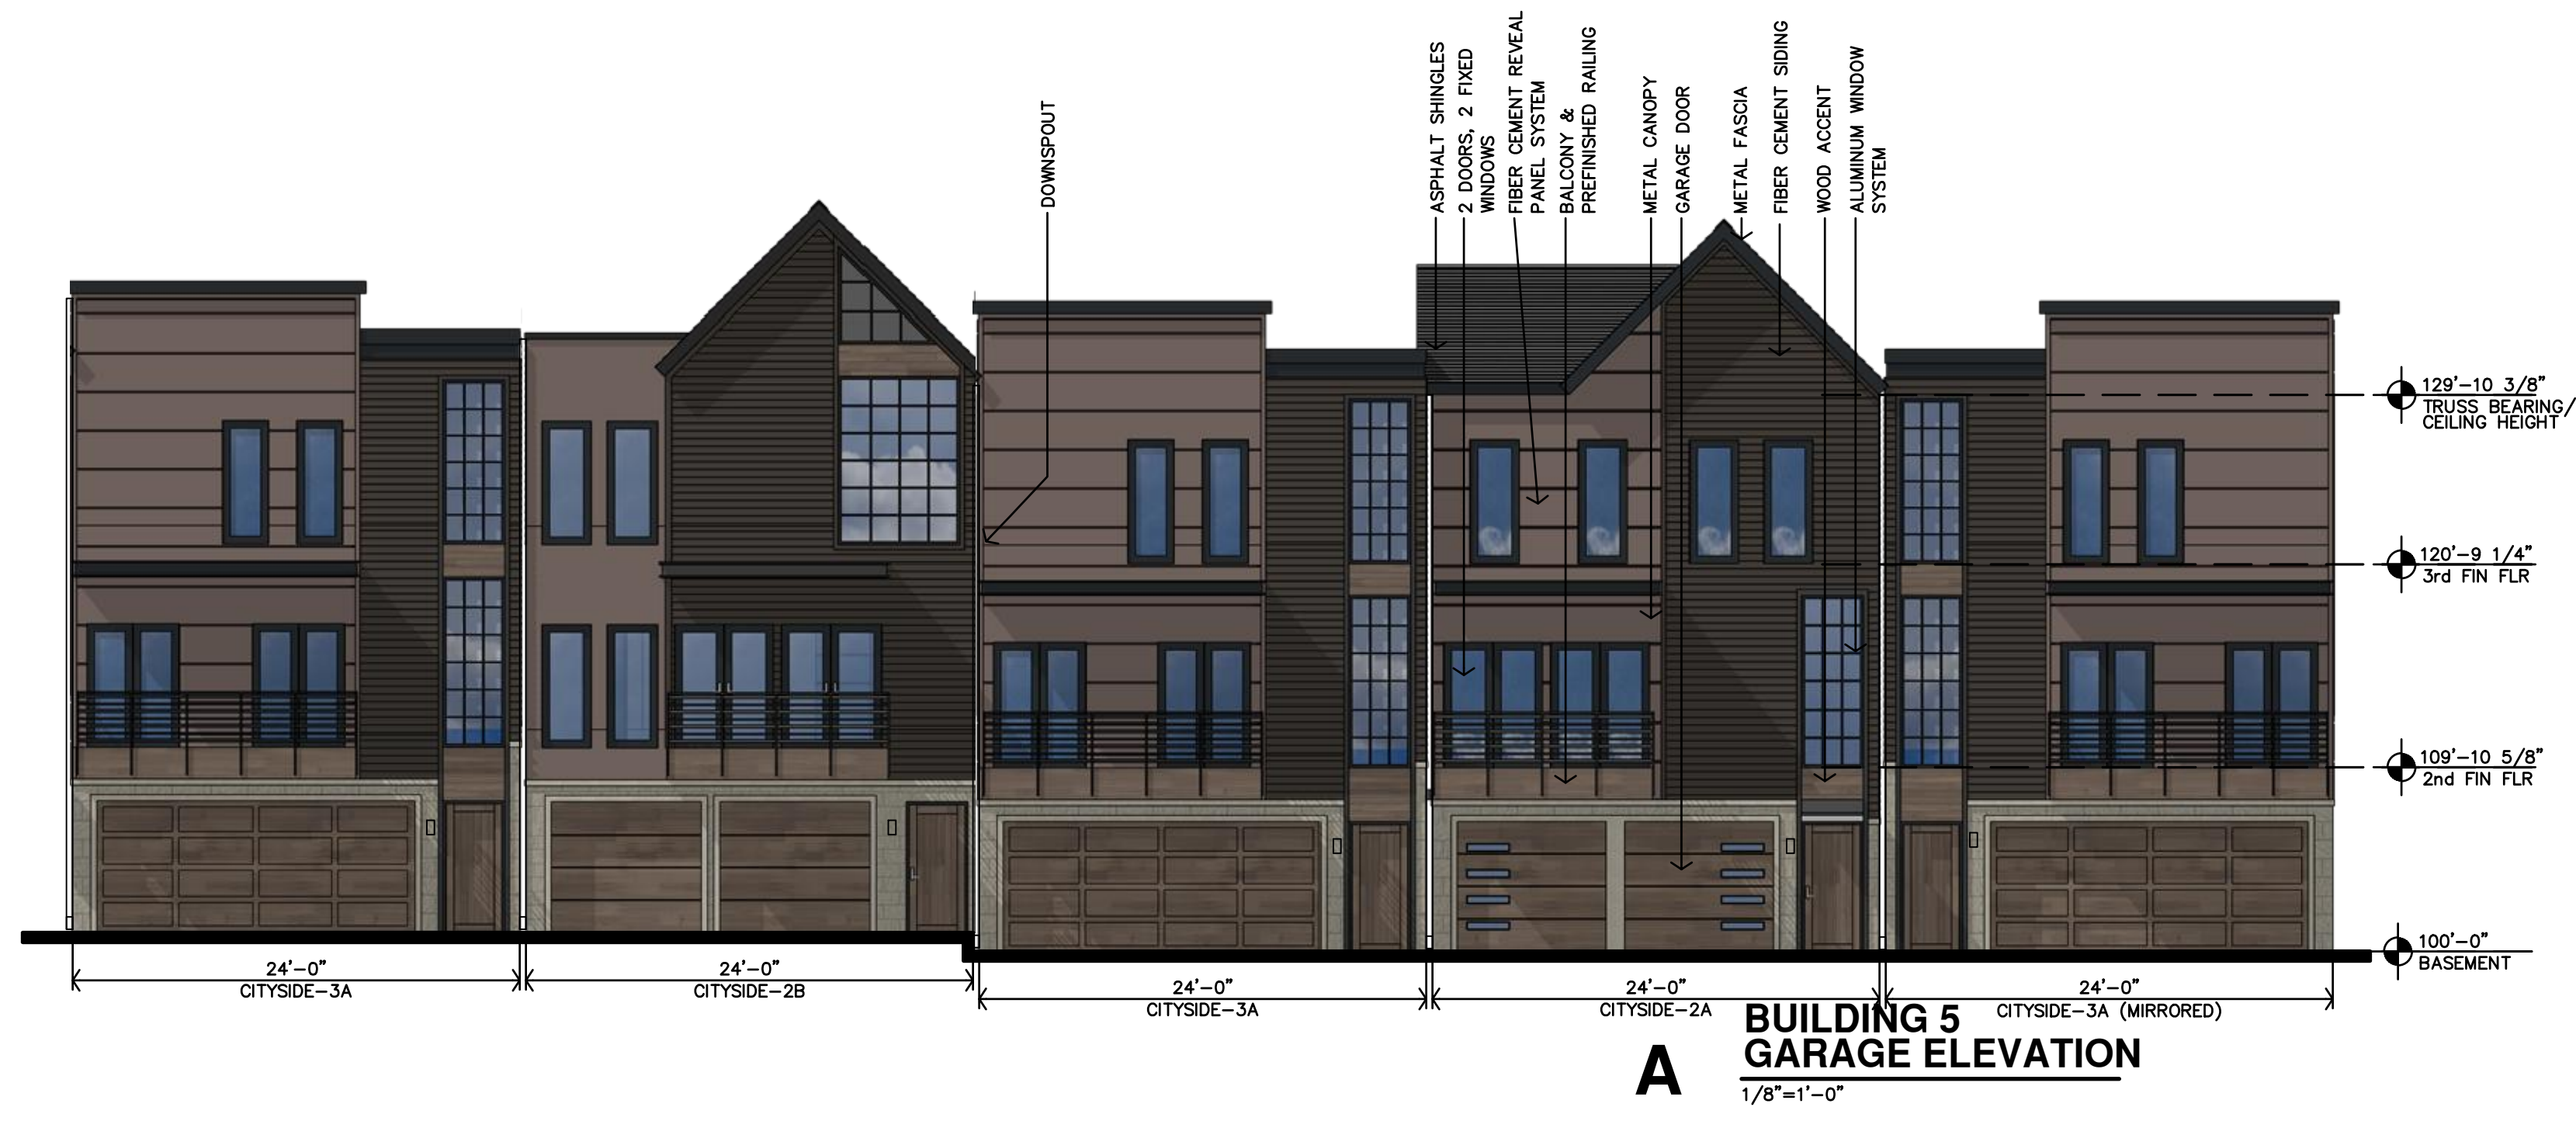 DOWNSPOUT
ASPHALT SHINGLES
2 DOORS, 2 FIXED
WINDOWS
FIBER CEMENT REVEAL
PANEL SYSTEM
BALCONY &
PREFINISHED RAILING
METAL CANOPY
GARAGE DOOR
METAL FASCIA
FIBER CEMENT SIDING
WOOD ACCENT
ALUMINUM WINDOW
SYSTEM
129'-10 3/8"
TRUSS BEARING/
CEILING HEIGHT
120'-9 1/4"
3rd FIN FLR
109'-10 5/8"
2nd FIN FLR
100'-0"
BASEMENT
24'-0"
CITYSIDE-3A
24'-0"
CITYSIDE-2B
24'-0"
CITYSIDE-3A
24'-0"
CITYSIDE-2A
24'-0"
CITYSIDE-3A (MIRRORED)
A
BUILDING 5
GARAGE ELEVATION
1/8"=1'-0"